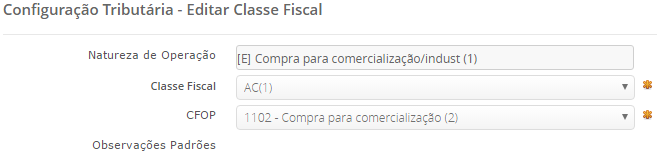 Configuração Tributária - Editar Classe Fiscal
Natureza de Operação [E] Compra para comercialização/indust (1)
Classe Fiscal AC(1)
CFOP 1102 - Compra para comercialização (2)
Observações Padrões